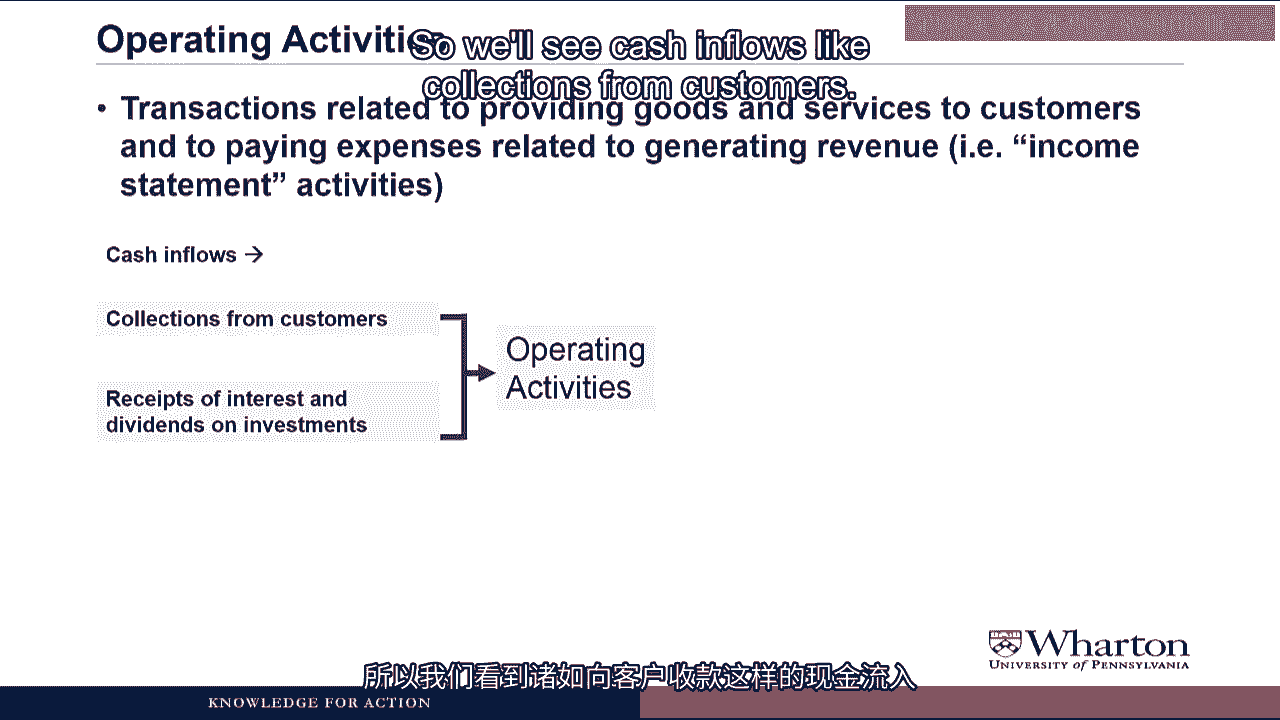 Operating Activities
So we'll see cash inflows like
collections from customers.
• Transactions related to providing goods and services to customers
and to paying expenses related to generating revenue (i.e. “income
statement” activities)
Cash inflows →
Collections from customers
Operating
Activities
Receipts of interest and
dividends on investments
Wharton
UNIVERSITY of PENNSYLVANIA
所以我们看到诸如向客户收款这样的现金流入
KNOWLEDGE FOR ACTION